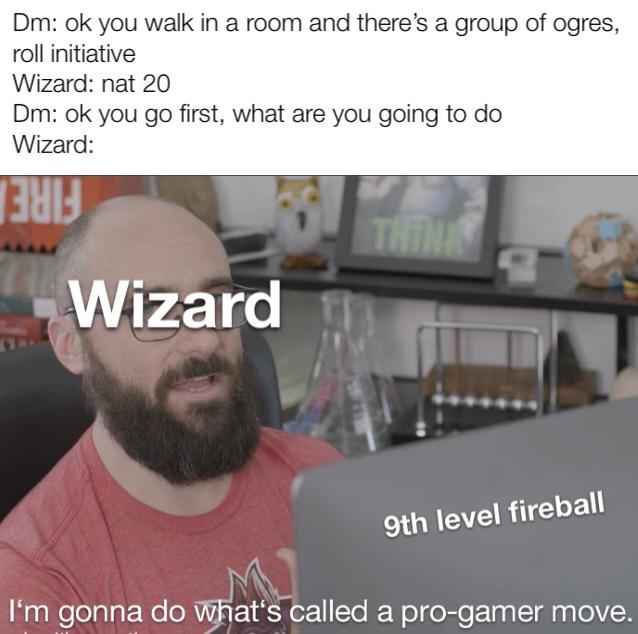 Dm: ok you walk in a room and there’s a group of ogres,
roll initiative
Wizard: nat 20
Dm: ok you go first, what are you going to do
Wizard:
FIRE
THINK
Wizard
9th level fireball
I‘m gonna do what‘s called a pro-gamer move.